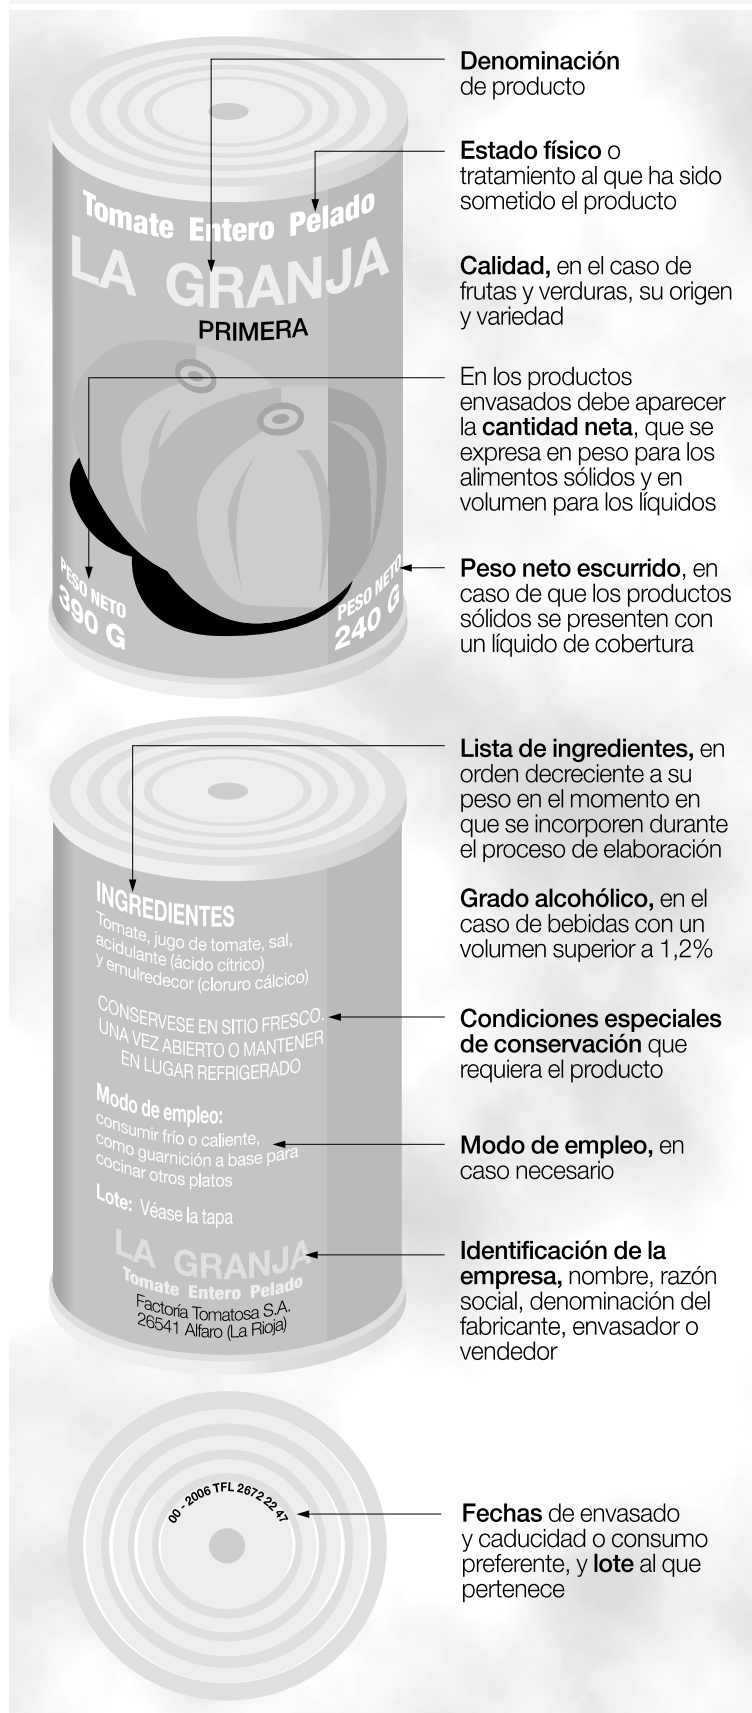 Denominación
de producto
Estado físico o
tratamiento al que ha sido
sometido el producto
Calidad, en el caso de
frutas y verduras, su origen
y variedad
En los productos
envasados debe aparecer
la cantidad neta, que se
expresa en peso para los
alimentos sólidos y en
volumen para los líquidos
Peso neto escurrido, en
caso de que los productos
sólidos se presenten con
un líquido de cobertura
Tomate Entero Pelado
LA GRANJA
PRIMERA
PESO NETO
390 G
PESO NETO
240 G
Lista de ingredientes, en
orden decreciente a su
peso en el momento en
que se incorporen durante
el proceso de elaboración
Grado alcohólico, en el
caso de bebidas con un
volumen superior a 1,2%
Condiciones especiales
de conservación que
requiera el producto
Modo de empleo, en
caso necesario
Identificación de la
empresa, nombre, razón
social, denominación del
fabricante, envasador o
vendedor
INGREDIENTES
Tomate, jugo de tomate, sal,
acidulante (ácido cítrico)
y emulredecor (cloruro cálcico)
CONSERVESE EN SITIO FRESCO.
UNA VEZ ABIERTO O MANTENER
EN LUGAR REFRIGERADO
Modo de empleo:
consumir frío o caliente,
como guarnición a base para
cocinar otros platos
Lote: Véase la tapa
LA GRANJA
Tomate Entero Pelado
Factoría Tomatosa S.A.
26541 Alfaro (La Rioja)
00 - 2006 TFL 2672 22 47
Fechas de envasado
y caducidad o consumo
preferente, y lote al que
pertenece